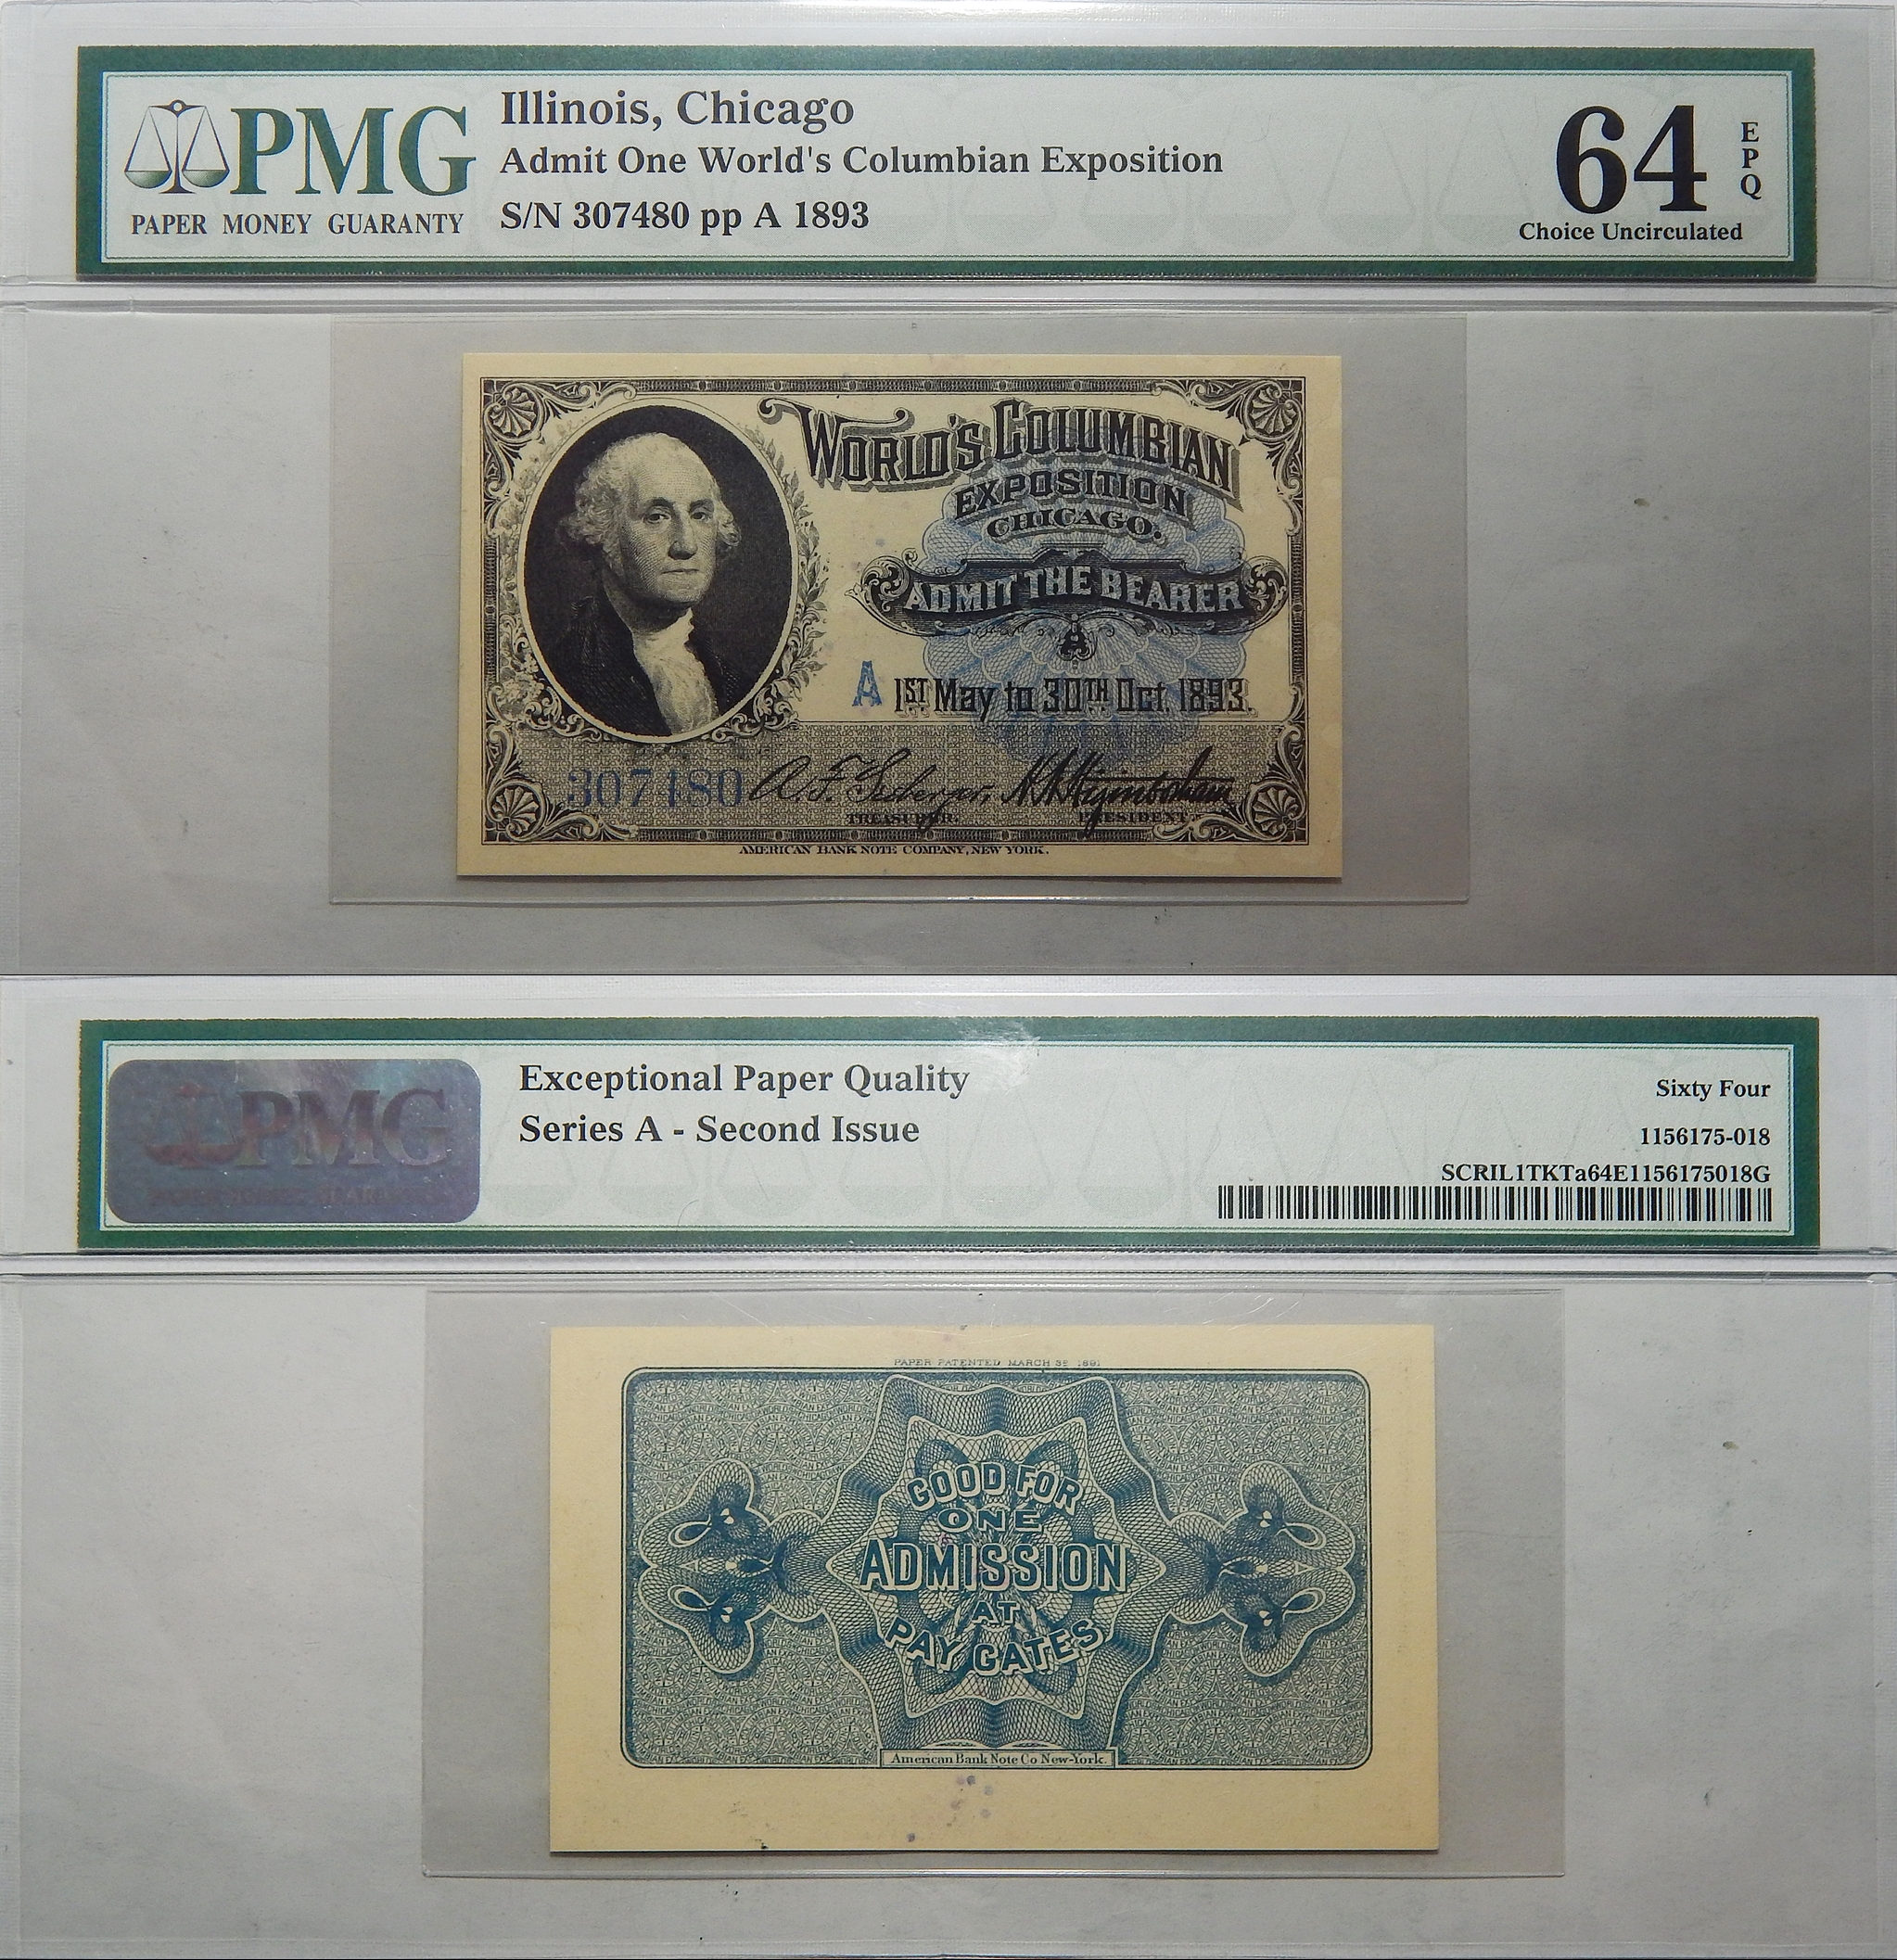 PMG
PAPER MONEY GUARANTY
Illinois, Chicago
Admit One World's Columbian Exposition
S/N 307480 pp A 1893
64
EPQ
Choice Uncirculated
WORLD'S COLUMBIAN
EXPOSITION
CHICAGO.
ADMIT THE BEARER
A 1ST May to 30TH Oct. 1893.
307480
A. F. Seeberger,
TREASURER.
PRESIDENT
AMERICAN BANK NOTE COMPANY, NEW YORK.
PMG
Exceptional Paper Quality
Series A - Second Issue
Sixty Four
1156175-018
SCRIL1TKTa64E1156175018G
PAPER PATENTED MARCH 1891
GOOD FOR
ONE
ADMISSION
AT
PAY GATES
American Bank Note Co New-York.